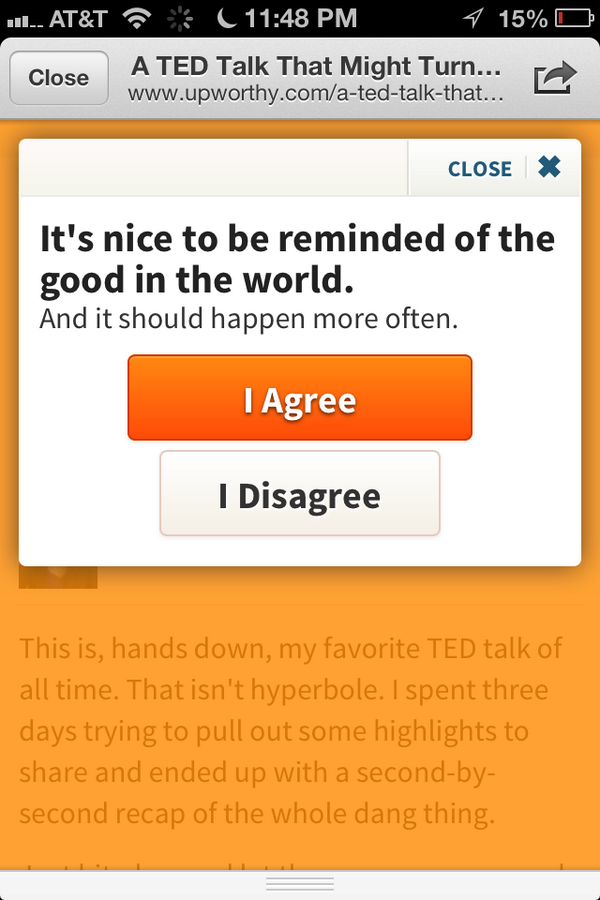 AT&T 11:48 PM 15%
Close
A TED Talk That Might Turn...
www.upworthy.com/a-ted-talk-that...
CLOSE
It's nice to be reminded of the
good in the world.
And it should happen more often.
I Agree
I Disagree
This is, hands down, my favorite TED talk of
all time. That isn't hyperbole. I spent three
days trying to pull out some highlights to
share and ended up with a second-by-
second recap of the whole dang thing.